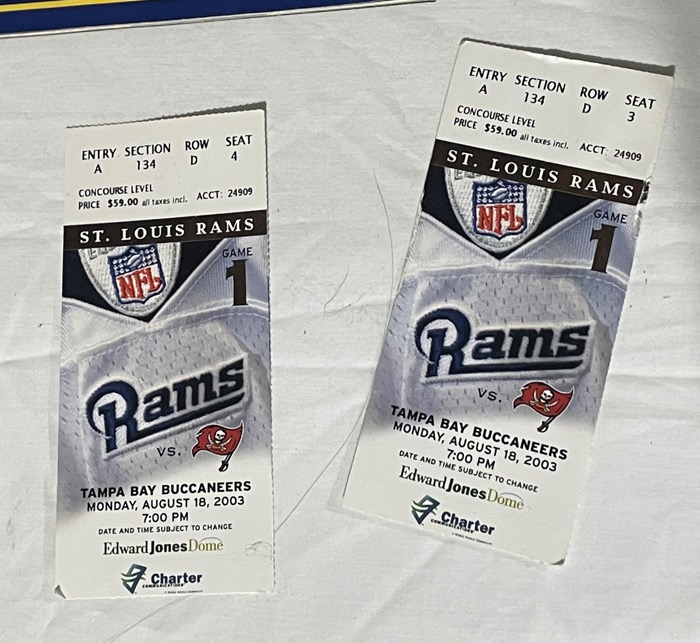 ENTRY SECTION ROW SEAT
A 134 D 4
CONCOURSE LEVEL
PRICE $59.00 all taxes incl. ACCT: 24909
ST. LOUIS RAMS
NFL
GAME
1
Rams
VS.
TAMPA BAY BUCCANEERS
MONDAY, AUGUST 18, 2003
7:00 PM
DATE AND TIME SUBJECT TO CHANGE
EdwardJonesDome
Charter
COMMUNICATIONS
ENTRY SECTION ROW SEAT
A 134 D 3
CONCOURSE LEVEL
PRICE $59.00 all taxes incl. ACCT: 24909
ST. LOUIS RAMS
NFL
GAME
1
Rams
VS.
TAMPA BAY BUCCANEERS
MONDAY, AUGUST 18, 2003
7:00 PM
DATE AND TIME SUBJECT TO CHANGE
EdwardJonesDome
Charter
COMMUNICATIONS